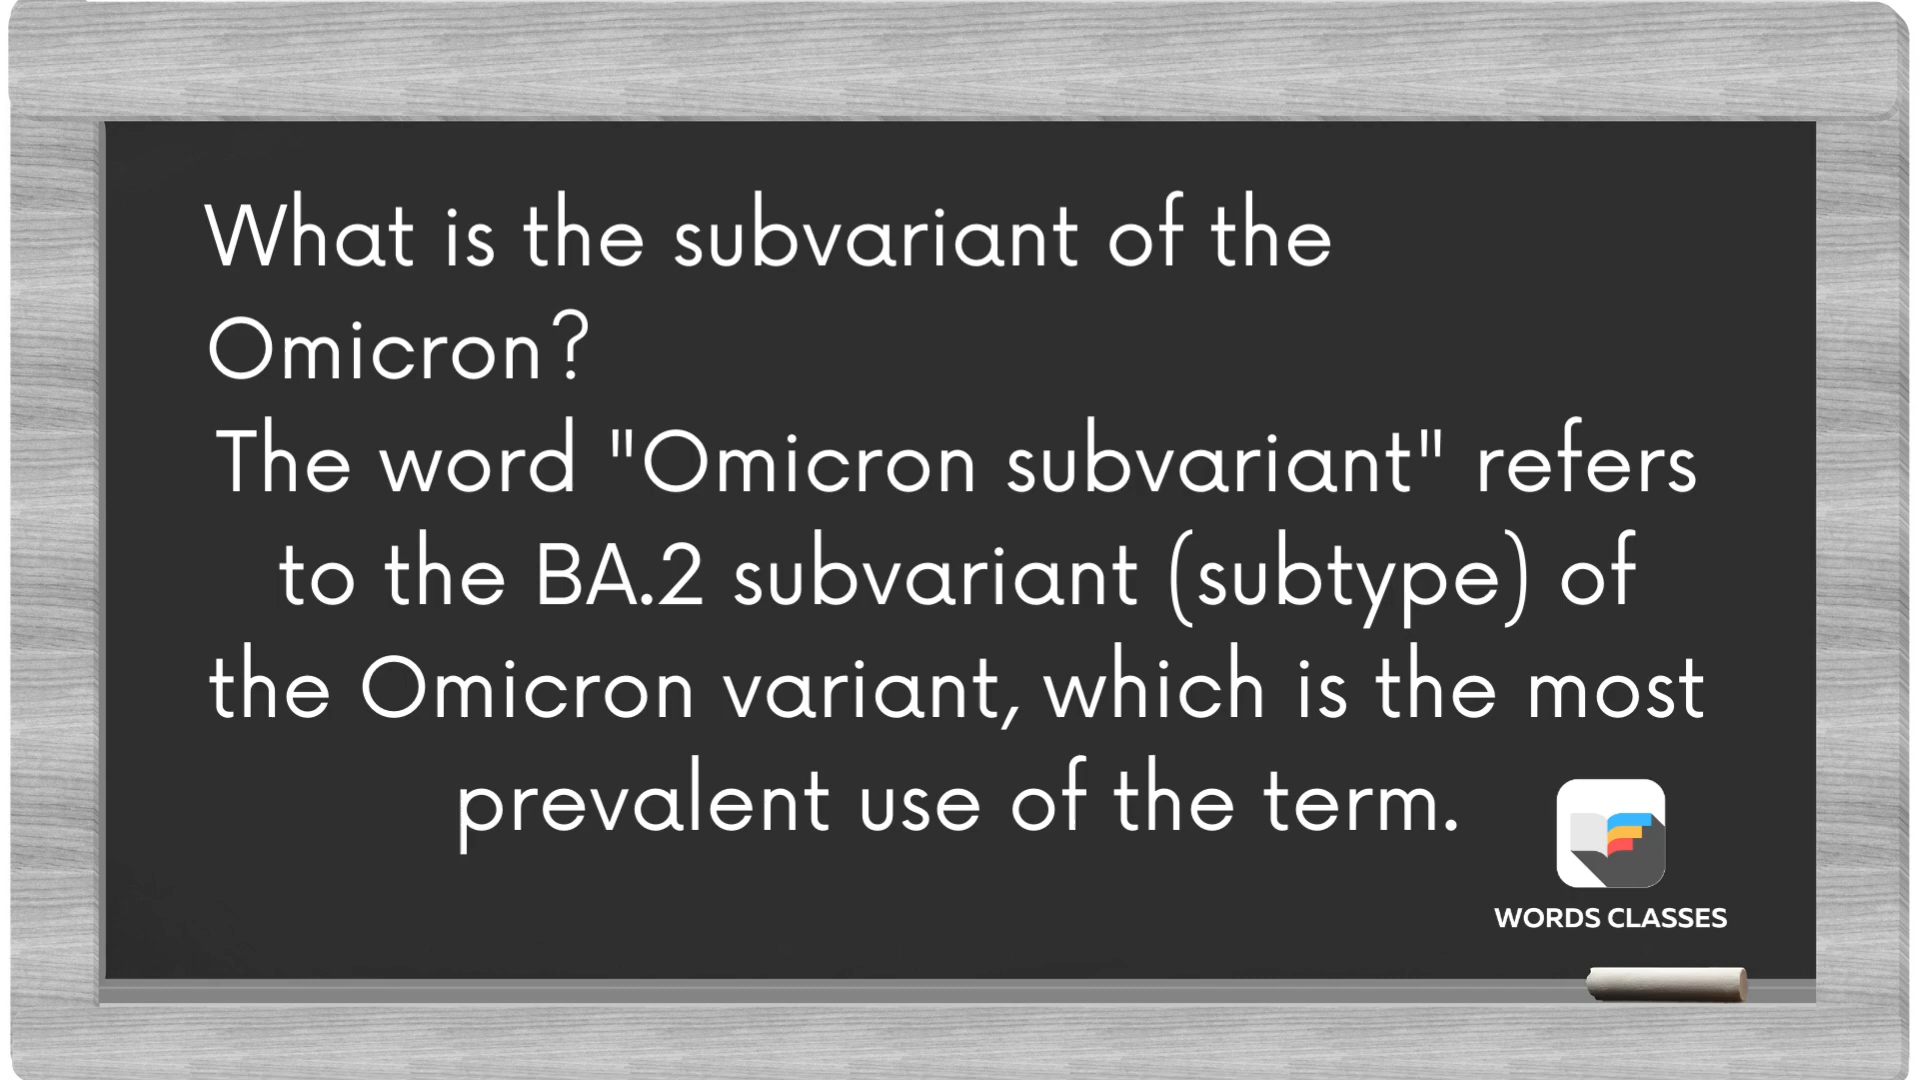 What is the subvariant of the
Omicron?
The word "Omicron subvariant" refers
to the BA.2 subvariant (subtype) of
the Omicron variant, which is the most
prevalent use of the term.
WORDS CLASSES